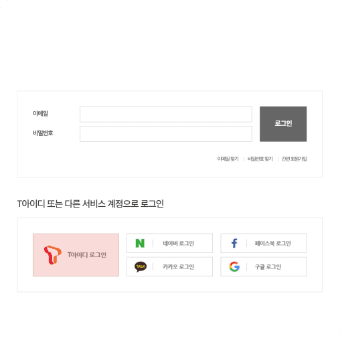 이메일
비밀번호
로그인
이메일 찾기 | 비밀번호 찾기 | 간편 회원가입
T아이디 또는 다른 서비스 계정으로 로그인
T아이디 로그인
네이버 로그인
페이스북 로그인
TALK 카카오 로그인
구글 로그인